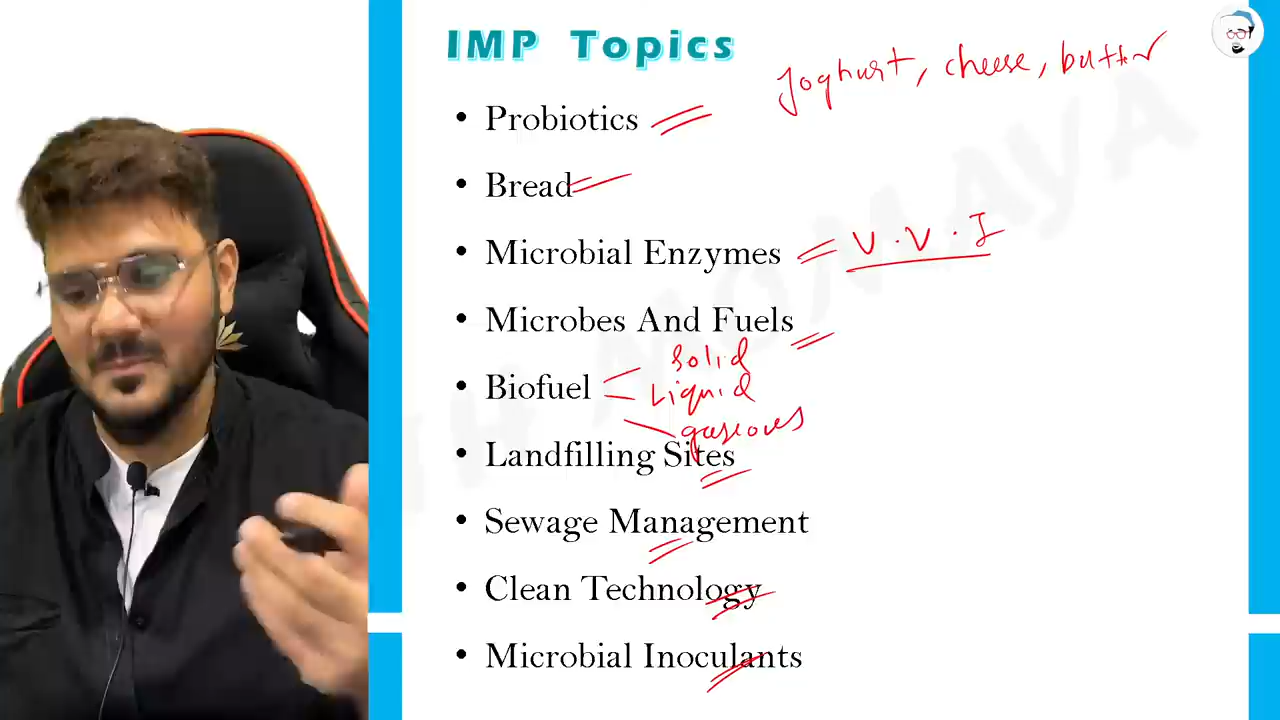 IMP Topics
Joghurt, cheese, butter
• Probiotics
• Bread
• Microbial Enzymes = V.V.I
• Microbes And Fuels
solid
• Biofuel Liquid
gaseous
• Landfilling Sites
• Sewage Management
• Clean Technology
• Microbial Inoculants